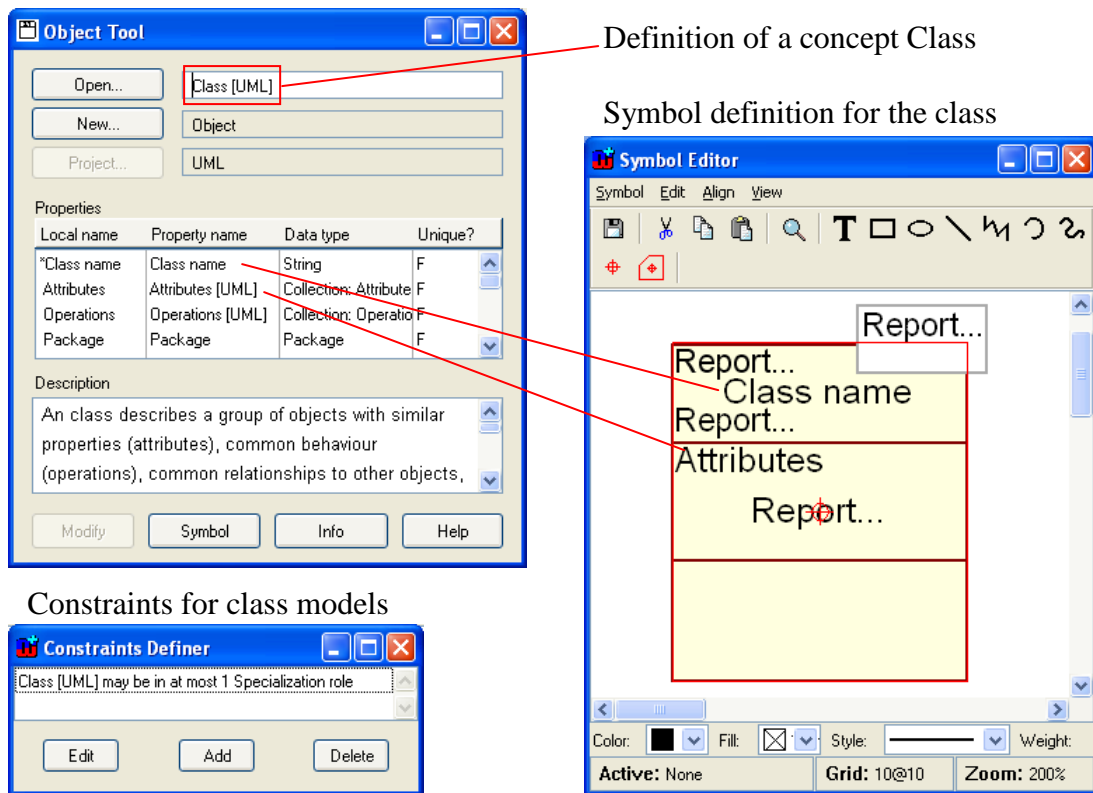 Object Tool
Definition of a concept Class
Open... Class [UML]
New... Object
Project... UML
Properties
Local name Property name Data type Unique?
*Class name Class name String F
Attributes Attributes [UML] Collection: Attribute F
Operations Operations [UML] Collection: Operatio F
Package Package Package F
Description
An class describes a group of objects with similar
properties (attributes), common behaviour
(operations), common relationships to other objects,
Modify Symbol Info Help
Symbol definition for the class
Symbol Editor
Symbol Edit Align View
T
Report...
Report...
Class name
Report...
Attributes
Report...
Color: Fill: Style: Weight:
Active: None Grid: 10@10 Zoom: 200%
Constraints for class models
Constraints Definer
Class [UML] may be in at most 1 Specialization role
Edit Add Delete